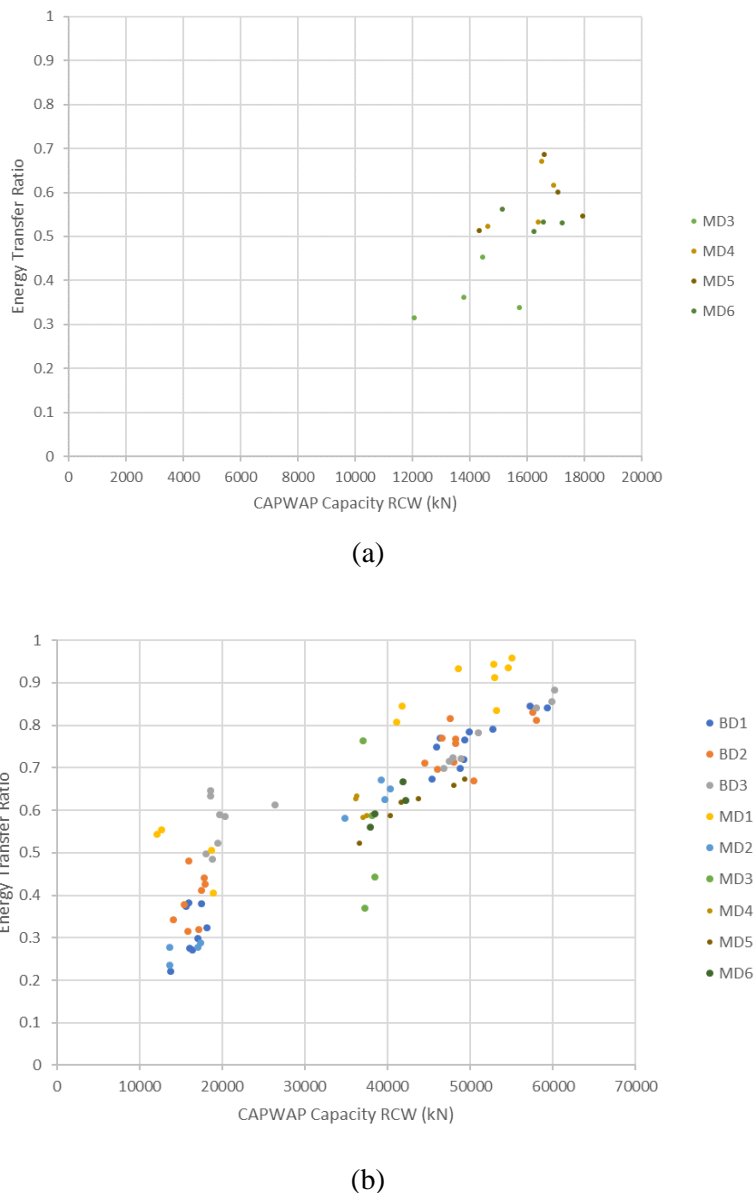 1
0.9
0.8
0.7
0.6
0.5
0.4
0.3
0.2
0.1
0
Energy Transfer Ratio
0 2000 4000 6000 8000 10000 12000 14000 16000 18000 20000
CAPWAP Capacity RCW (kN)
MD3
MD4
MD5
MD6
(a)
1
0.9
0.8
0.7
0.6
0.5
0.4
0.3
0.2
0.1
0
Energy Transfer Ratio
0 10000 20000 30000 40000 50000 60000 70000
CAPWAP Capacity RCW (kN)
BD1
BD2
BD3
MD1
MD2
MD3
MD4
MD5
MD6
(b)